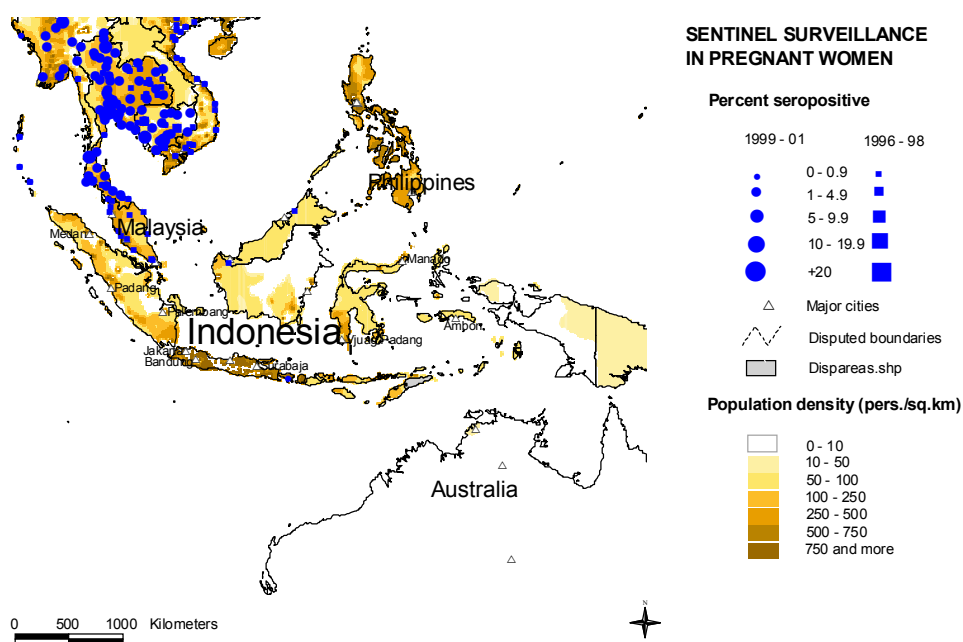 SENTINEL SURVEILLANCE
IN PREGNANT WOMEN
Percent seropositive
1999 - 01 1996 - 98
0 - 0.9
1 - 4.9
5 - 9.9
10 - 19.9
+20
Major cities
Disputed boundaries
Dispareas.shp
Population density (pers./sq.km)
0 - 10
10 - 50
50 - 100
100 - 250
250 - 500
500 - 750
750 and more
Philippines
Malaysia
Medan
Manado
Padang
Palembang
Indonesia
Ambon
Ujung Padang
Jakarta
Bandung
Surabaja
Australia
N
0 500 1000 Kilometers